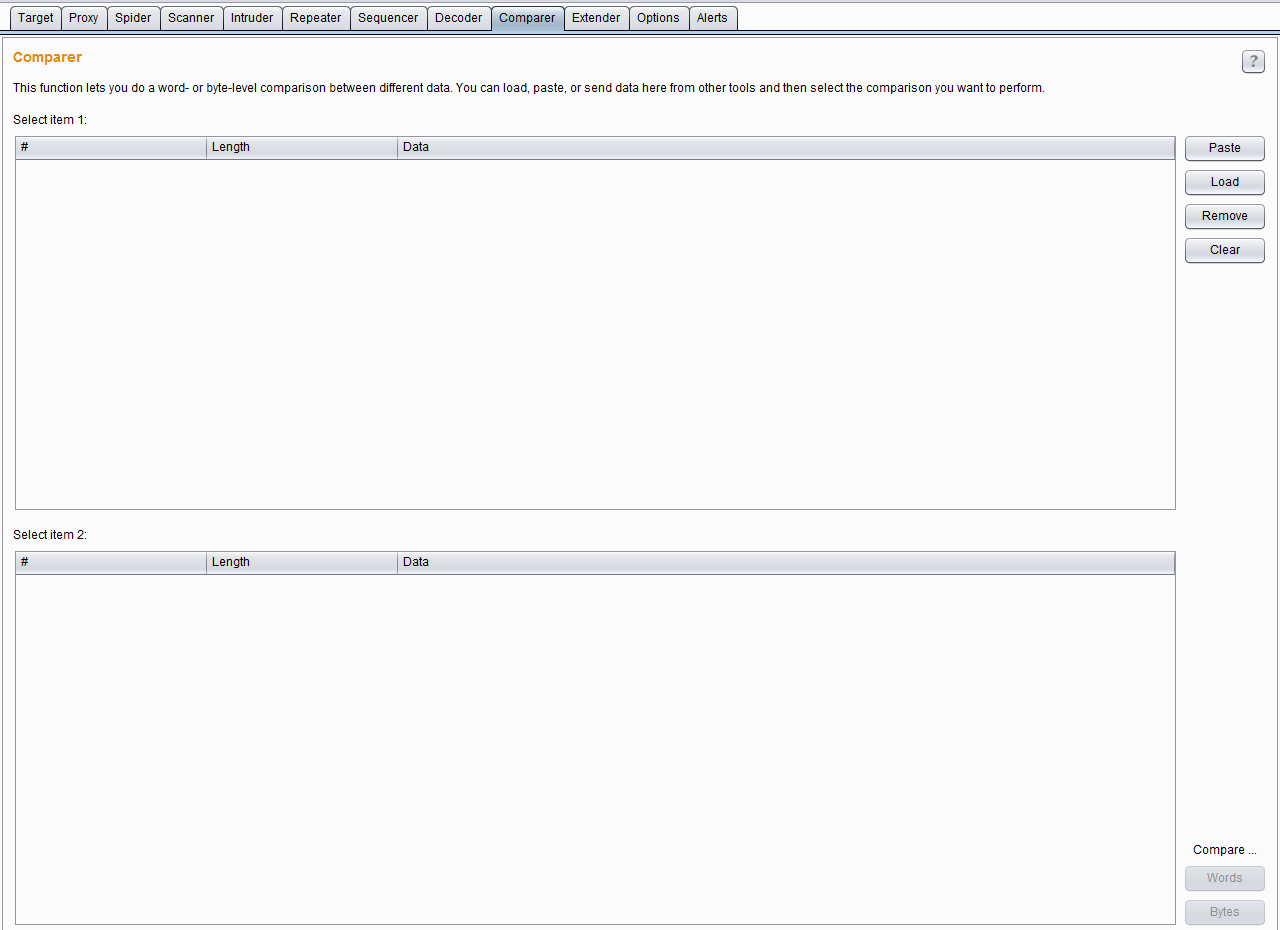 Target Proxy Spider Scanner Intruder Repeater Sequencer Decoder Comparer Extender Options Alerts
Comparer
?
This function lets you do a word- or byte-level comparison between different data. You can load, paste, or send data here from other tools and then select the comparison you want to perform.
Select item 1:
# Length Data
Paste
Load
Remove
Clear
Select item 2:
# Length Data
Compare ...
Words
Bytes